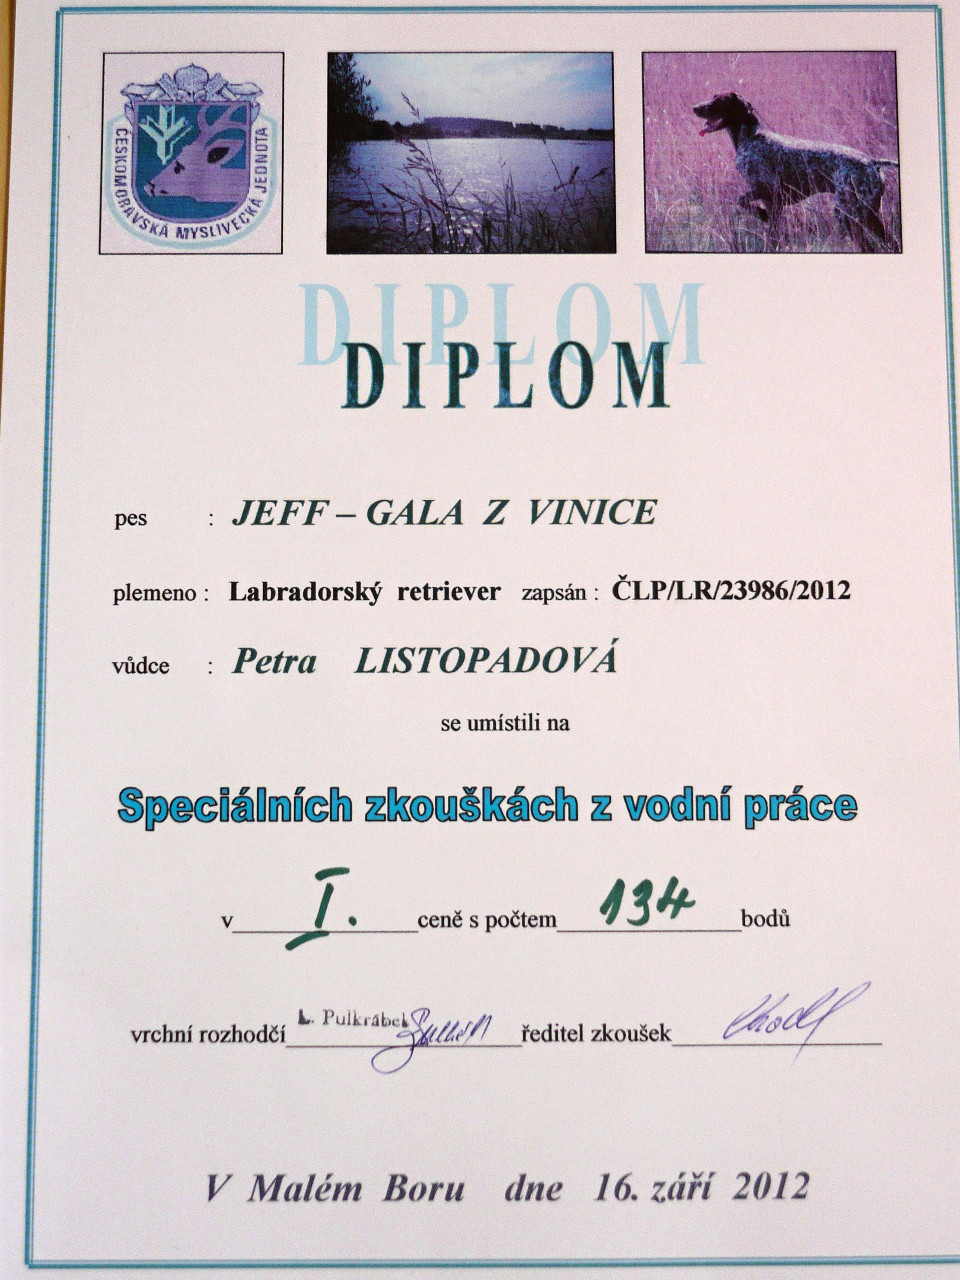 ČESKOMORAVSKÁ MYSLIVECKÁ JEDNOTA
DIPLOM
DIPLOM
pes : JEFF – GALA Z VINICE
plemeno : Labradorský retriever zapsán : ČLP/LR/23986/2012
vůdce : Petra LISTOPADOVÁ
se umístili na
Speciálních zkouškách z vodní práce
v I. ceně s počtem 134 bodů
vrchní rozhodčí L. Pulkrábek ředitel zkoušek
V Malém Boru dne 16. září 2012